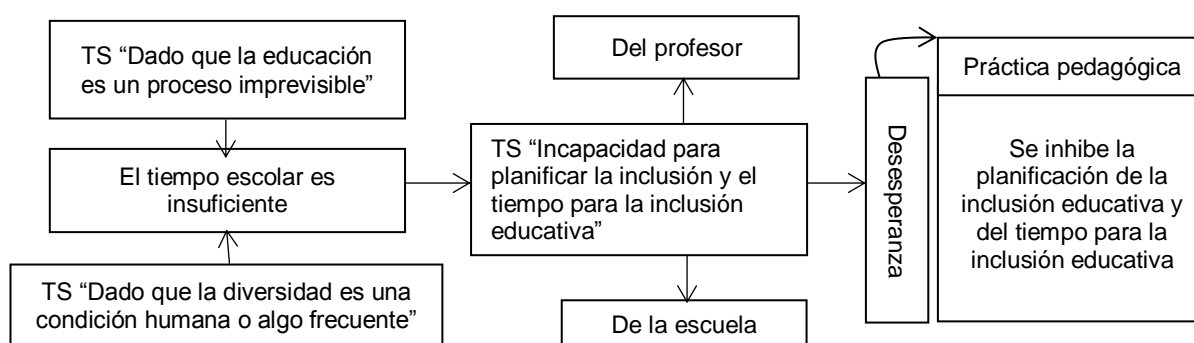 TS “Dado que la educación
es un proceso imprevisible”
El tiempo escolar es
insuficiente
TS “Dado que la diversidad es una
condición humana o algo frecuente”
Del profesor
TS “Incapacidad para
planificar la inclusión y el
tiempo para la inclusión
educativa”
De la escuela
Desesperanza
Práctica pedagógica
Se inhibe la
planificación de la
inclusión educativa y
del tiempo para la
inclusión educativa